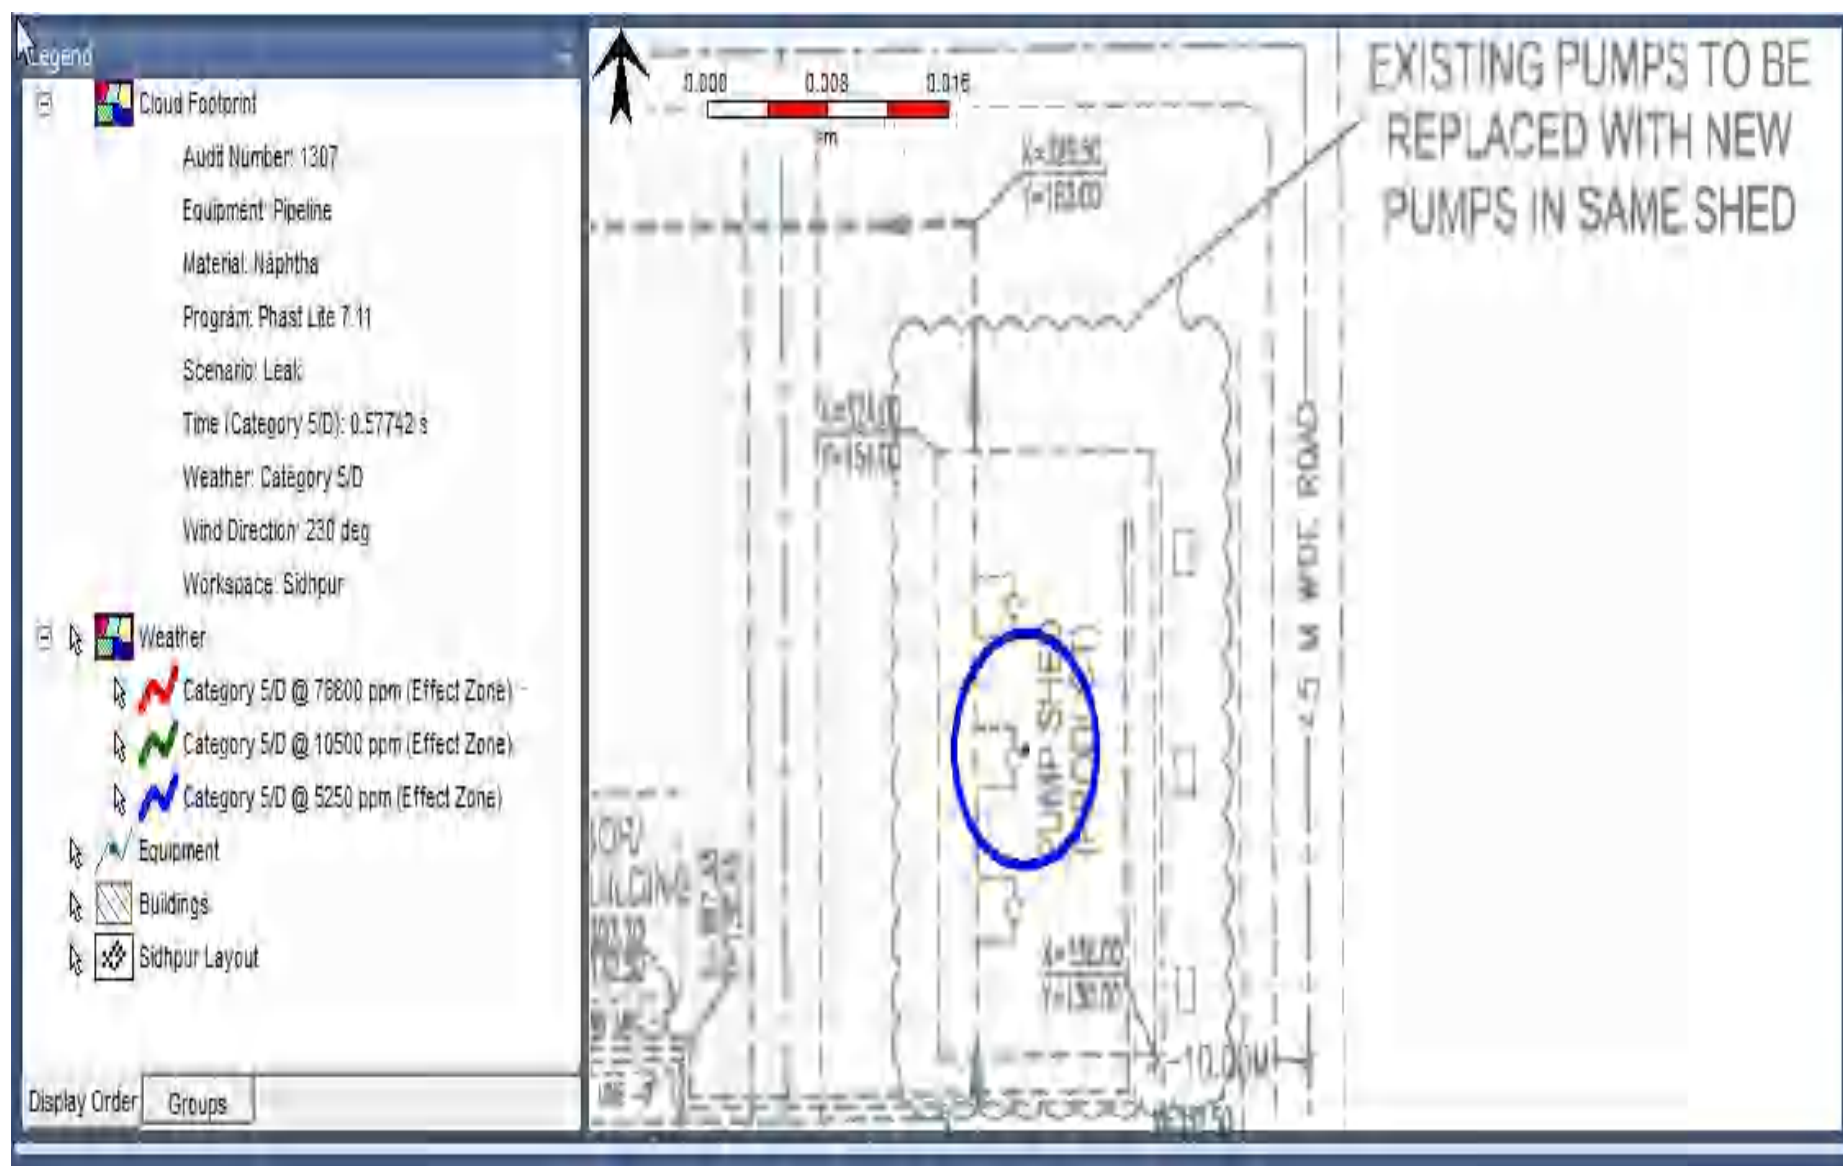 Legend
Cloud Footprint
Audit Number: 1307
Equipment: Pipeline
Material: Naphtha
Program: Phast Lite 7.11
Scenario: Leak
Time (Category 5/D): 0.57742 s
Weather: Category 5/D
Wind Direction: 230 deg
Workspace: Sidhpur
Weather
Category 5/D @ 78800 ppm (Effect Zone)
Category 5/D @ 10500 ppm (Effect Zone)
Category 5/D @ 5250 ppm (Effect Zone)
Equipment
Buildings
Sidhpur Layout
Display Order
Groups
0.000 0.008 0.016
EXISTING PUMPS TO BE
REPLACED WITH NEW
PUMPS IN SAME SHED
Y=183.00
PUMP SHED
M WIDE ROAD
Y=130.00
10.00M